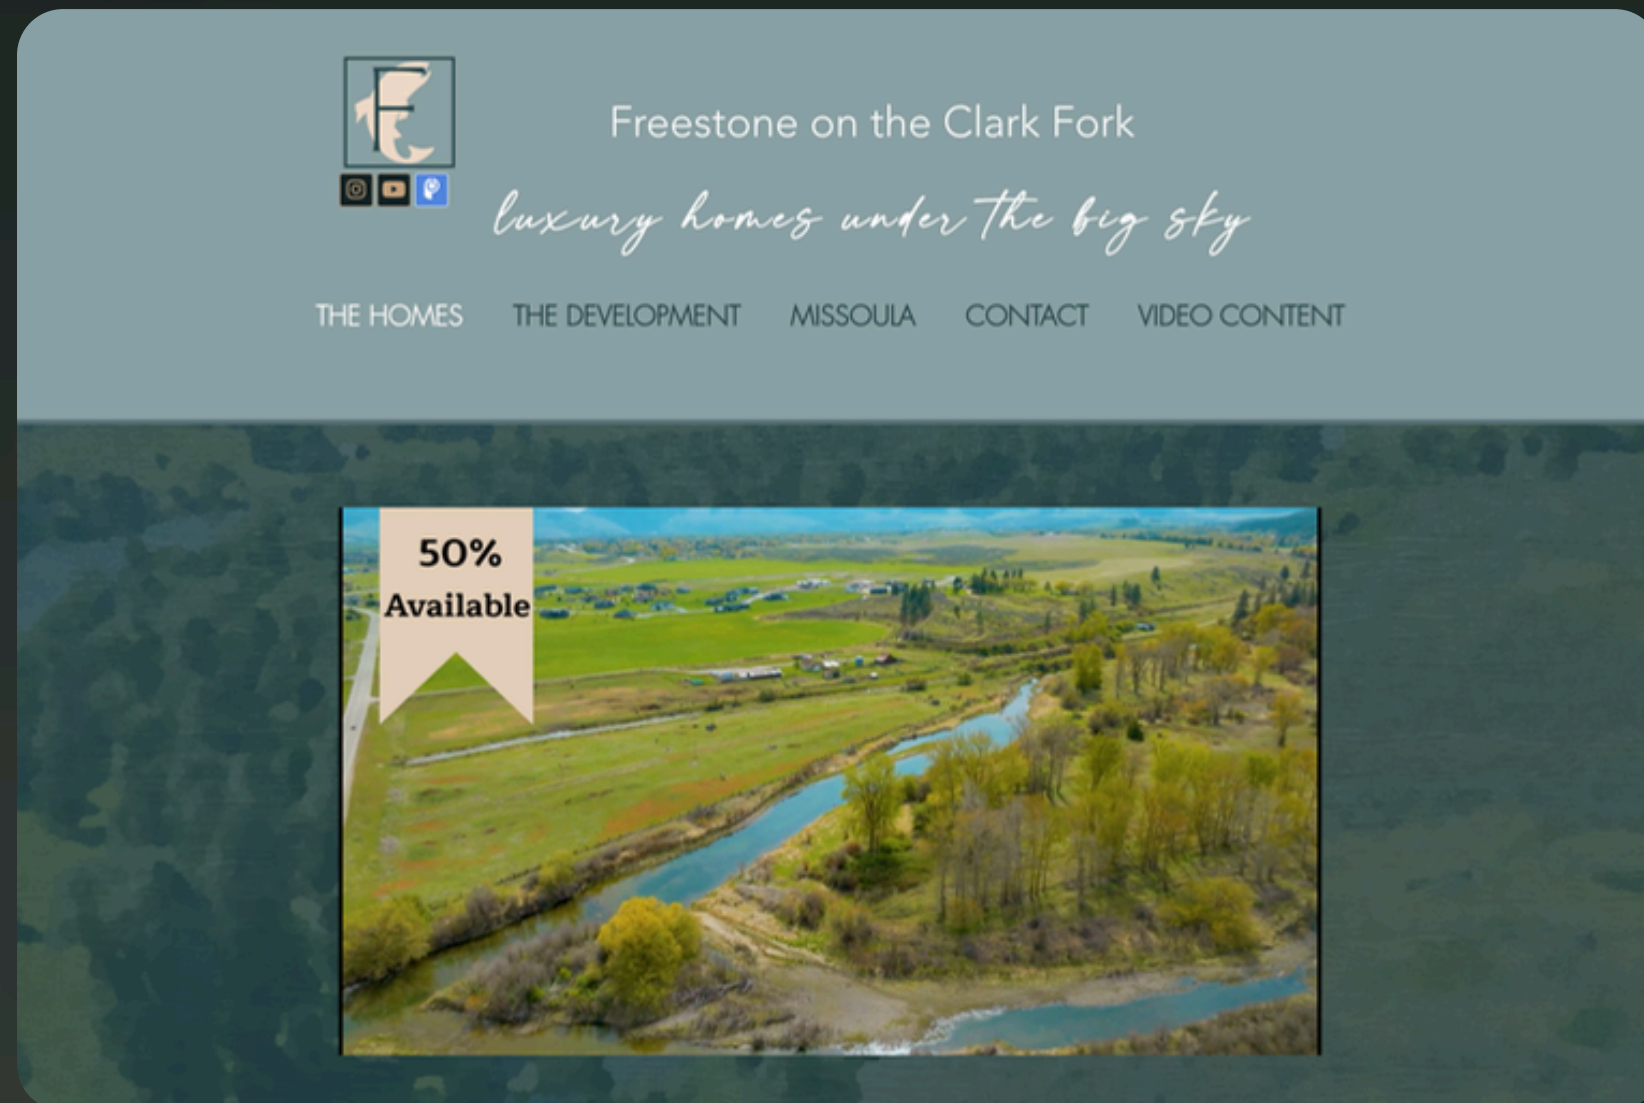 F
Freestone on the Clark Fork
luxury homes under the big sky
THE HOMES THE DEVELOPMENT MISSOULA CONTACT VIDEO CONTENT
50%
Available